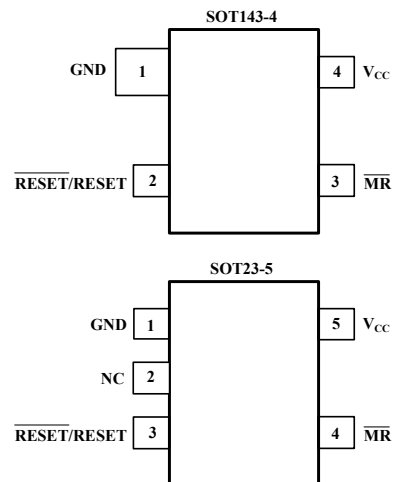 SOT143-4
GND 1 4 VCC
RESET/RESET 2 3 MR
SOT23-5
GND 1 5 VCC
NC 2
RESET/RESET 3 4 MR